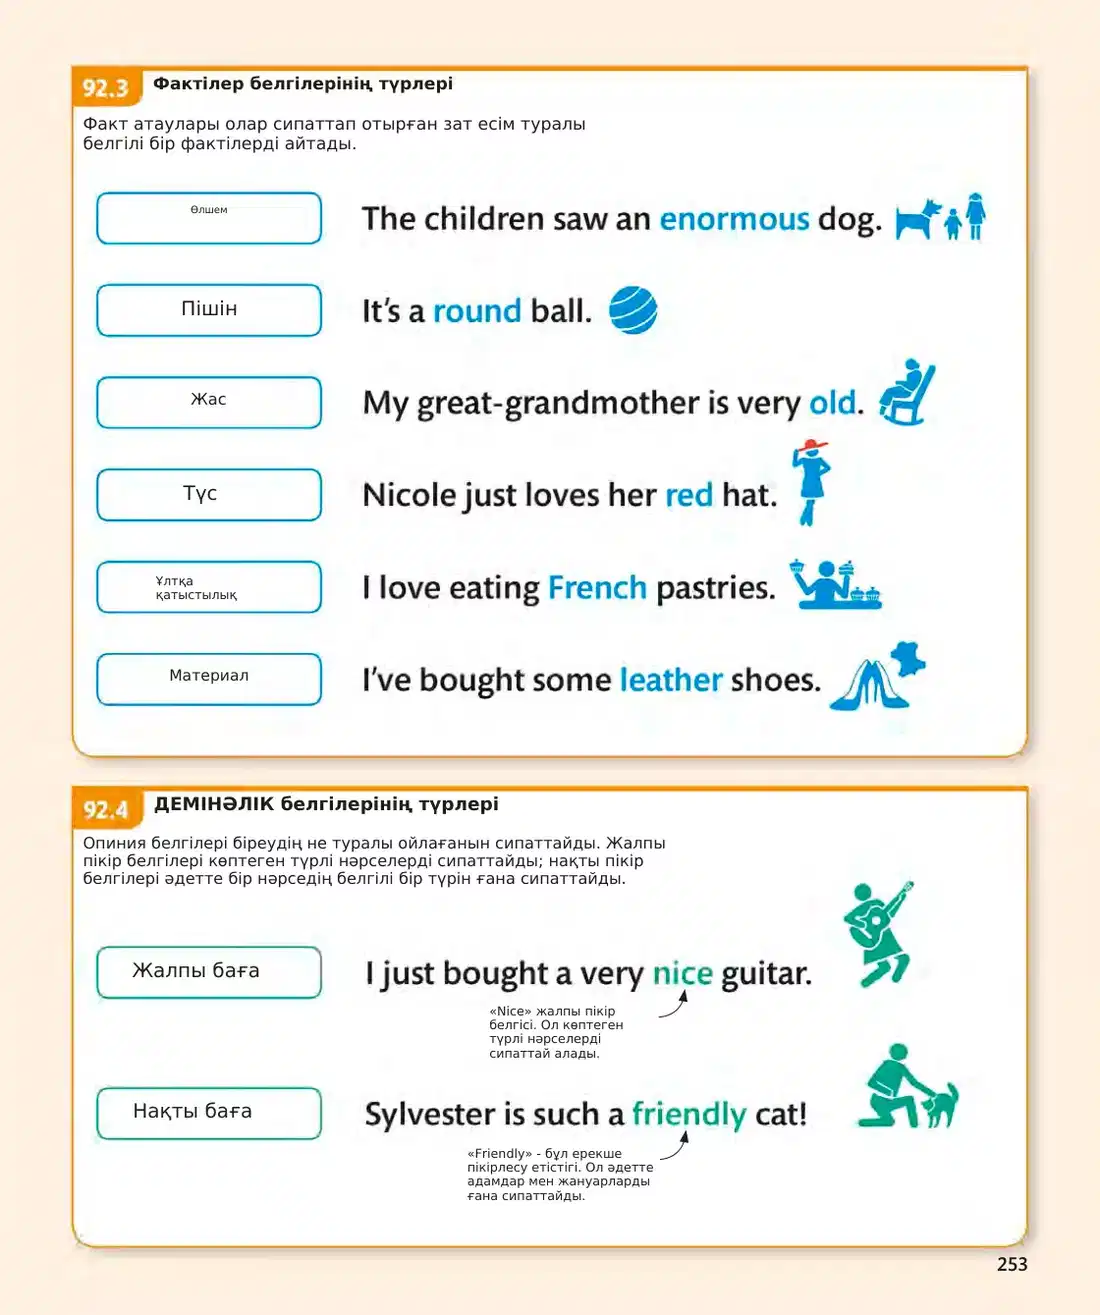 92.3 Фактілер белгілерінің түрлері
Факт атаулары олар сипаттап отырған зат есім туралы
белгілі бір фактілерді айтады.
Өлшем
The children saw an enormous dog.
Пішін
It's a round ball.
Жас
My great-grandmother is very old.
Түс
Nicole just loves her red hat.
Ұлтқа
қатыстылық
I love eating French pastries.
Материал
I've bought some leather shoes.
92.4 ДЕМІНӘЛІК белгілерінің түрлері
Опиния белгілері біреудің не туралы ойлағанын сипаттайды. Жалпы
пікір белгілері көптеген түрлі нәрселерді сипаттайды; нақты пікір
белгілері әдетте бір нәрседің белгілі бір түрін ғана сипаттайды.
Жалпы баға
I just bought a very nice guitar.
«Nice» жалпы пікір
белгісі. Ол көптеген
түрлі нәрселерді
сипаттай алады.
Нақты баға
Sylvester is such a friendly cat!
«Friendly» - бұл ерекше
пікірлесу етістігі. Ол әдетте
адамдар мен жануарларды
ғана сипаттайды.
253